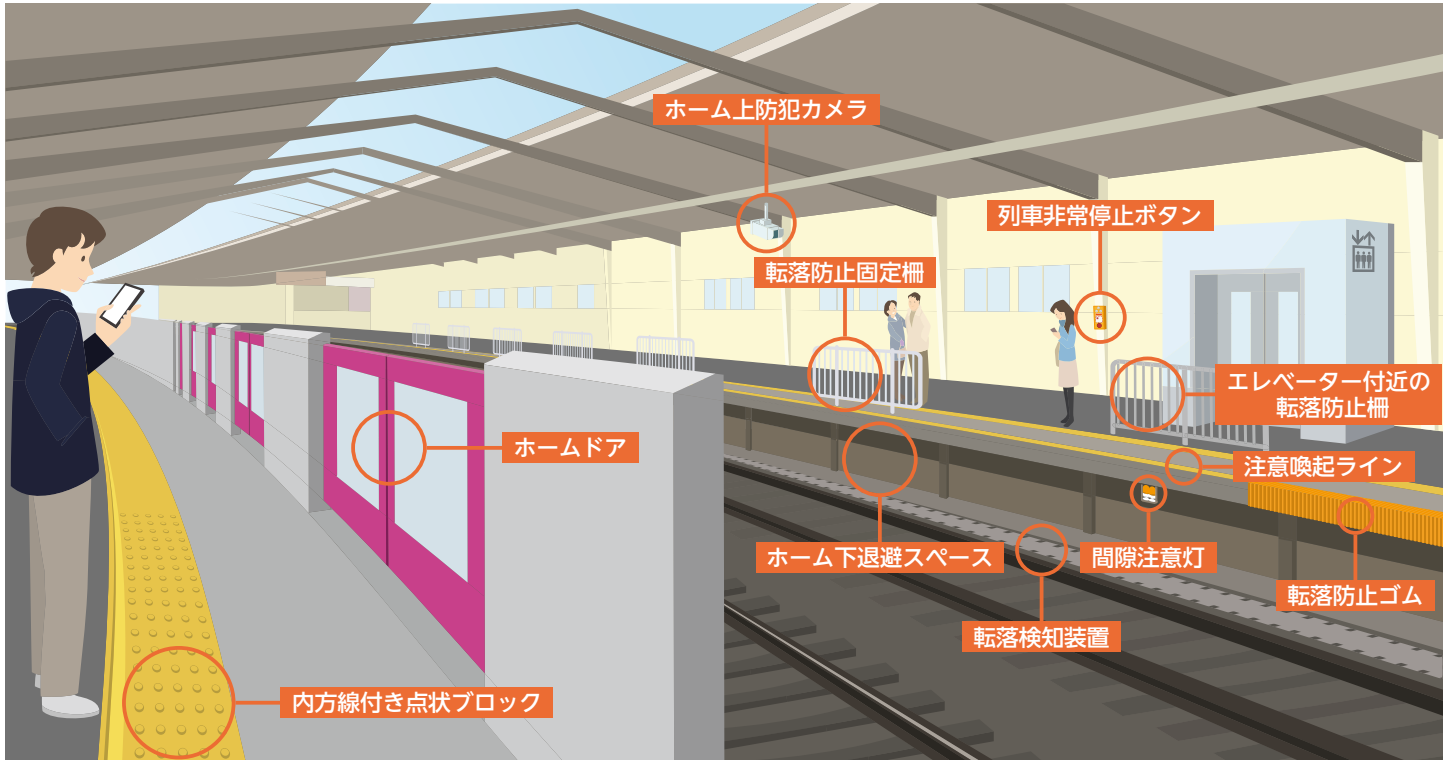 ホーム上防犯カメラ
列車非常停止ボタン
転落防止固定柵
エレベーター付近の
転落防止柵
ホームドア
注意喚起ライン
ホーム下退避スペース
間隙注意灯
転落防止ゴム
転落検知装置
内方線付き点状ブロック